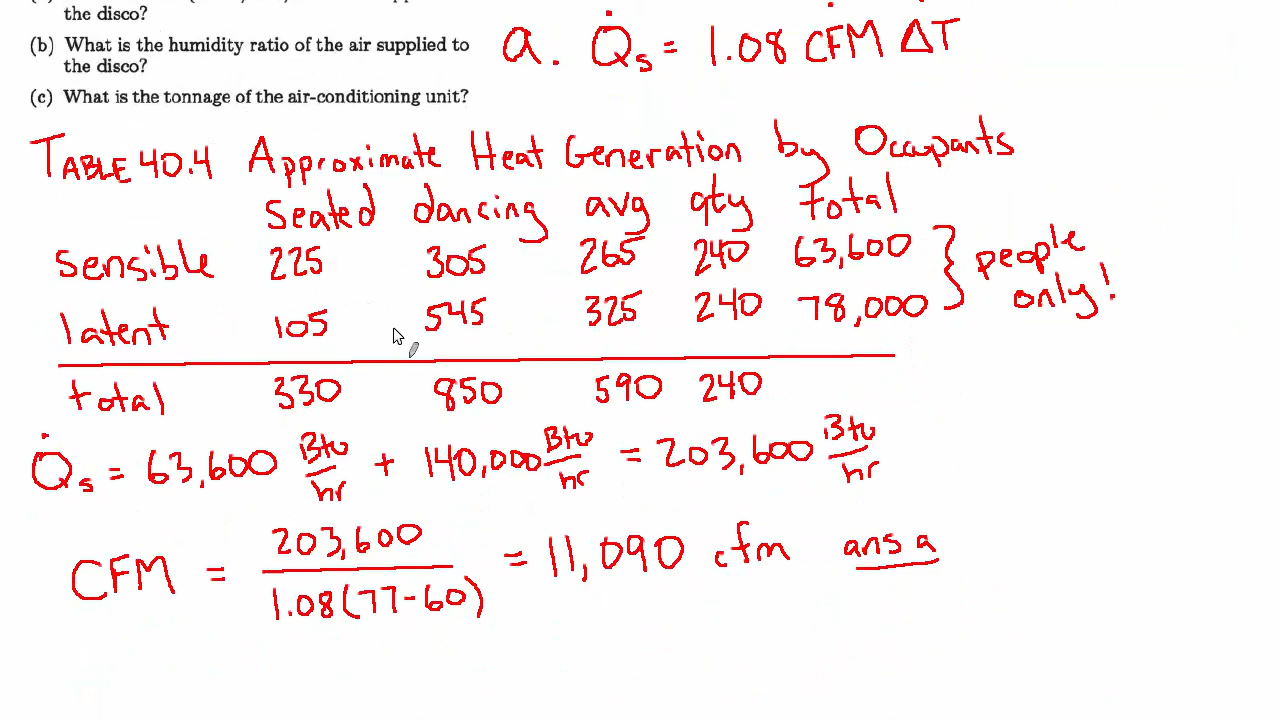 the disco?
(b) What is the humidity ratio of the air supplied to the disco?
(c) What is the tonnage of the air-conditioning unit?
a. Q̇s = 1.08 CFM ΔT
TABLE 40.4 Approximate Heat Generation by Occupants
Seated dancing avg qty Total
Sensible 225 305 265 240 63,600
latent 105 545 325 240 78,000
} people only!
total 330 850 590 240
Q̇s = 63,600 Btu/hr + 140,000 Btu/hr = 203,600 Btu/hr
CFM = 203,600 / 1.08(77-60) = 11,090 cfm ans a